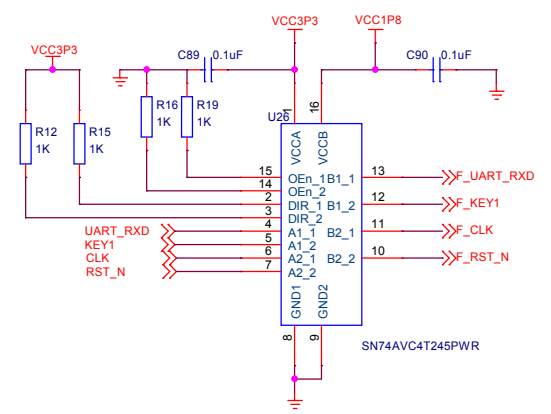 VCC3P3
VCC1P8
VCC3P3
C89
0.1uF
C90
0.1uF
R16
1K
R19
1K
R12
1K
R15
1K
U26
1
16
VCCA
VCCB
15
OEn_1
B1_1
13
F_UART_RXD
14
OEn_2
2
DIR_1
B1_2
12
F_KEY1
3
DIR_2
UART_RXD
4
A1_1
B2_1
11
F_CLK
KEY1
5
A1_2
CLK
6
A2_1
B2_2
10
F_RST_N
RST_N
7
A2_2
GND1
GND2
8
9
SN74AVC4T245PWR